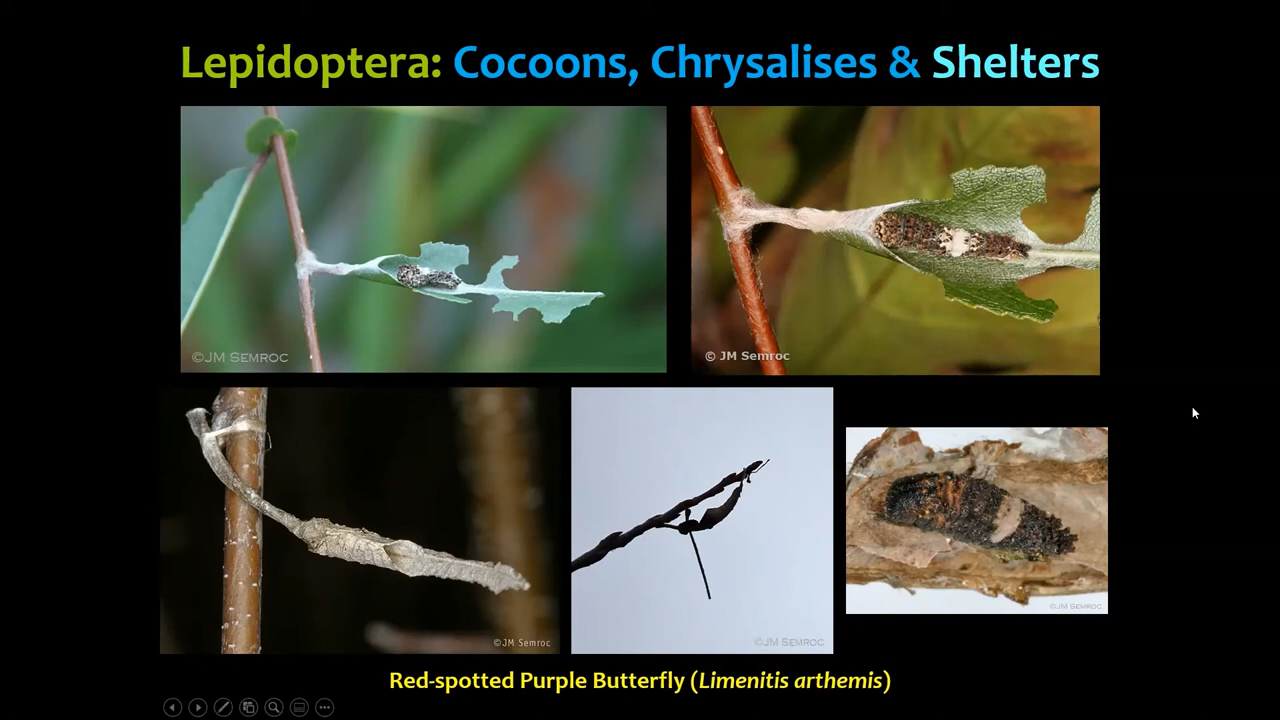 Lepidoptera: Cocoons, Chrysalises & Shelters
©JM SEMROC
© JM Semroc
©JM Semroc
©JM SEMROC
©JM SEMROC
Red-spotted Purple Butterfly (Limenitis arthemis)